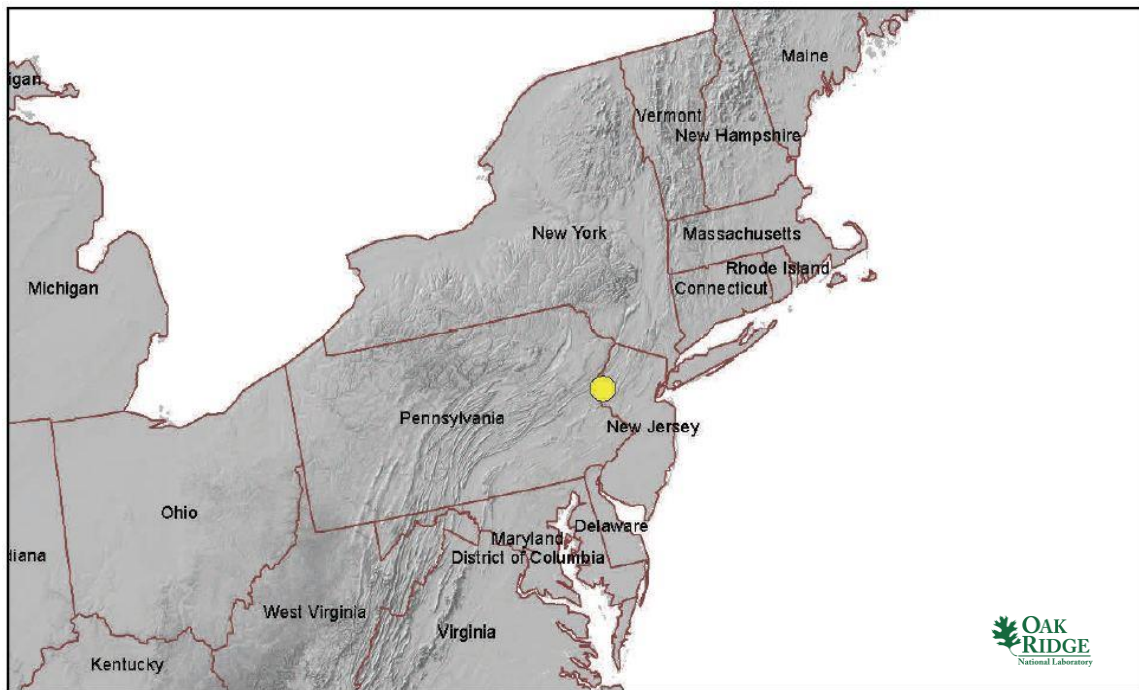 Maine
igan
Vermont
New Hampshire
New York
Massachusetts
Rhode Island
Connecticut
Michigan
Pennsylvania
New Jersey
Ohio
Delaware
Maryland
District of Columbia
diana
West Virginia
Virginia
Kentucky
OAK
RIDGE
National Laboratory